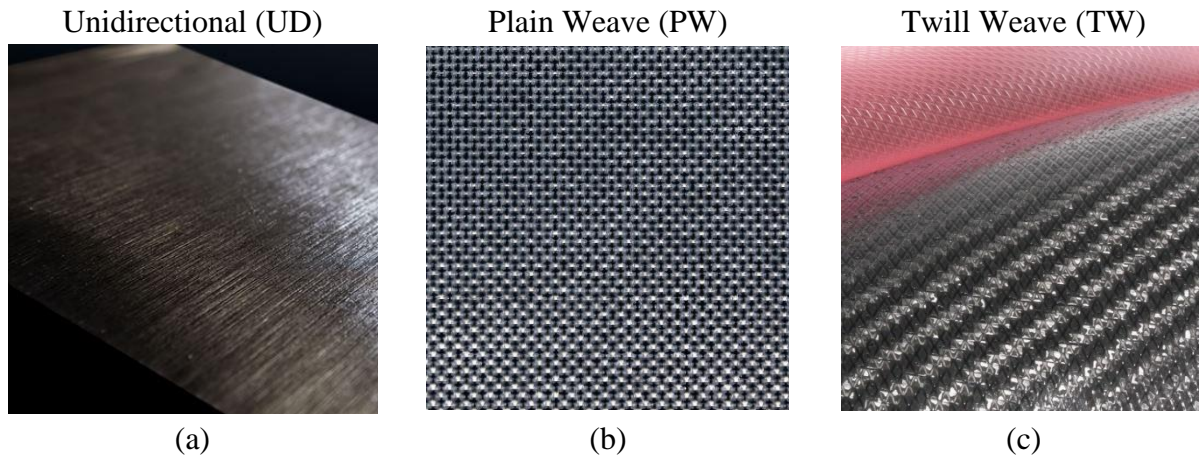 Unidirectional (UD)
Plain Weave (PW)
Twill Weave (TW)
(a)
(b)
(c)